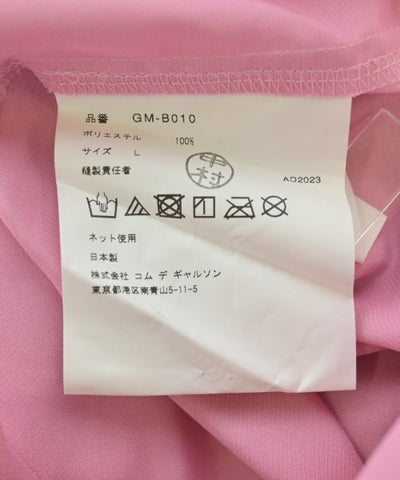 品番 GM-B010
ポリエステル 100%
サイズ L
縫製責任者 中村
AD2023
ネット使用
日本製
株式会社 コム デ ギャルソン
東京都港区南青山5-11-5